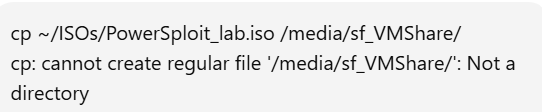 cp ~/ISOs/PowerSploit_lab.iso /media/sf_VMShare/
cp: cannot create regular file '/media/sf_VMShare/': Not a
directory